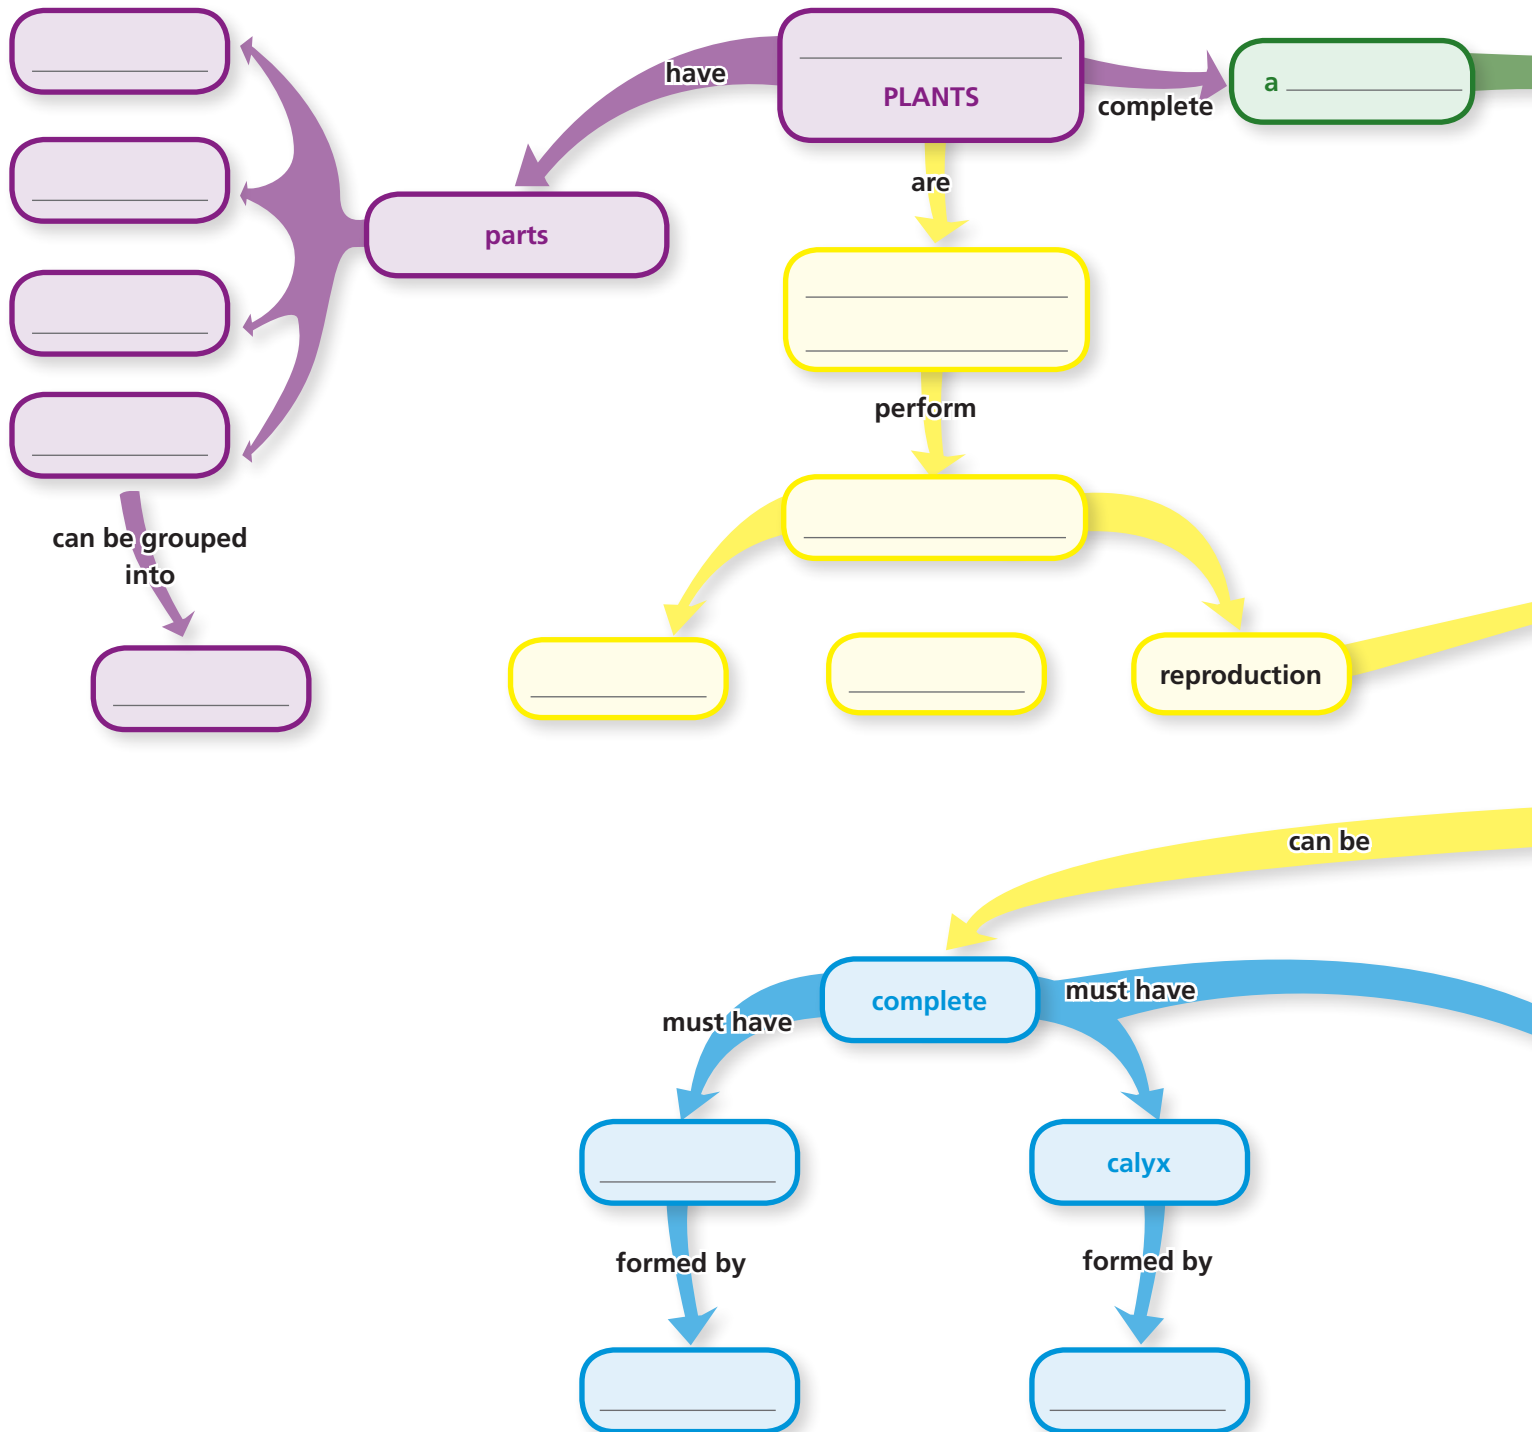 have
PLANTS
complete
a
are
parts
perform
can be grouped
into
reproduction
can be
complete
must have
must have
calyx
formed by
formed by